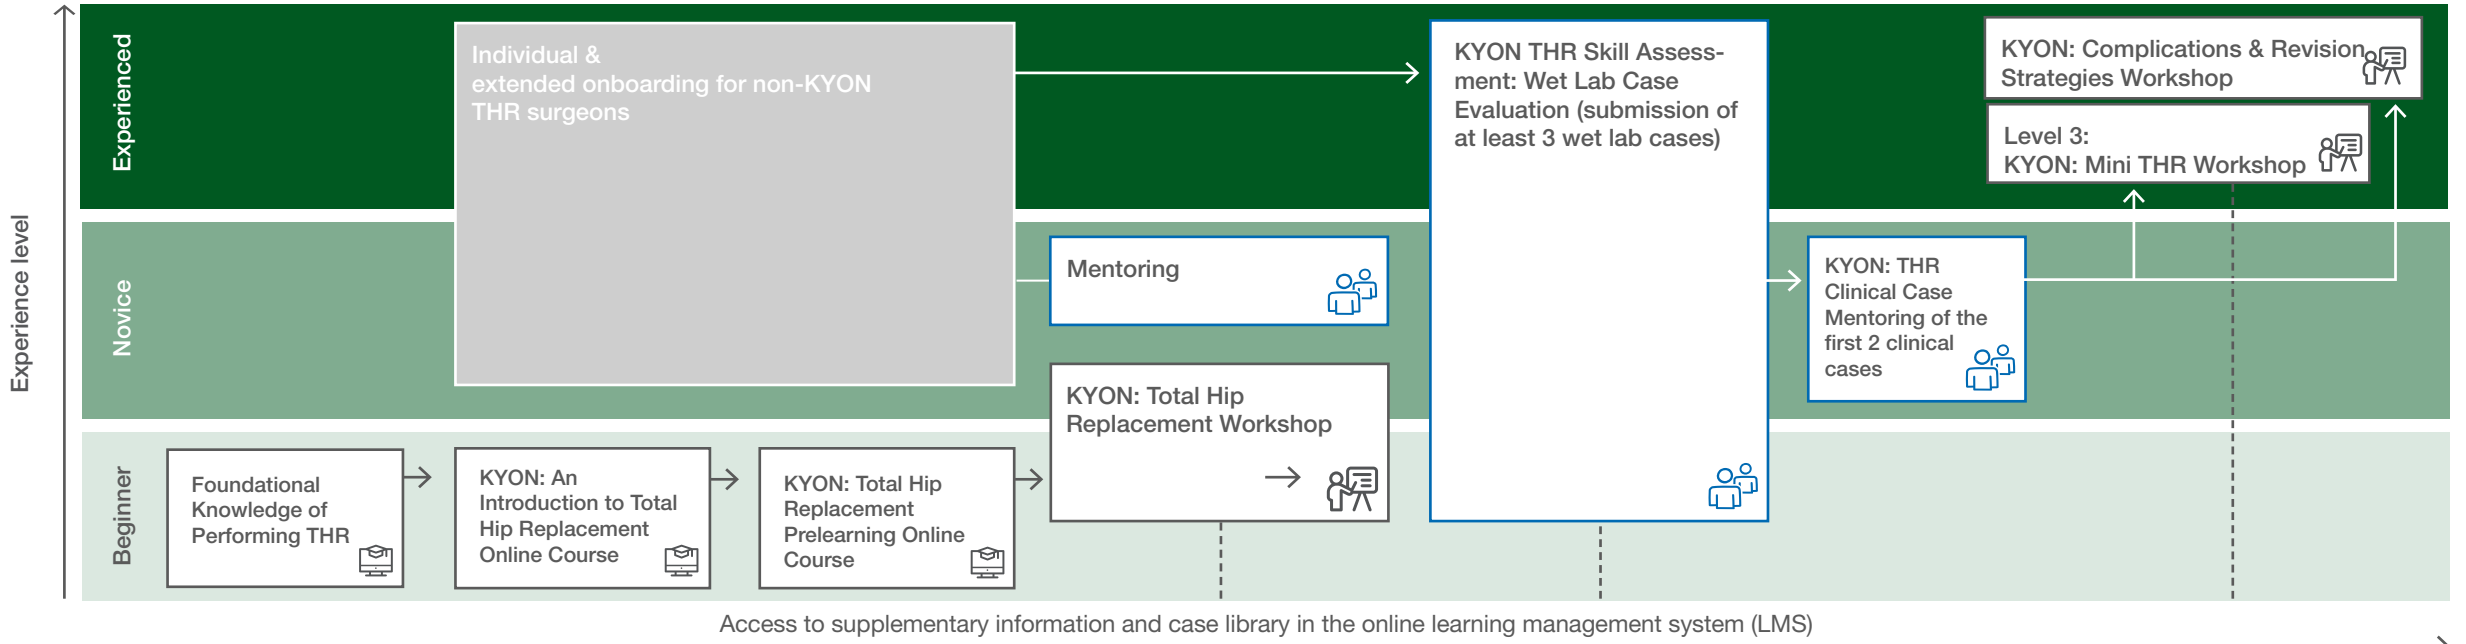 Experience level
Experienced
Individual &
extended onboarding for non-KYON
THR surgeons
KYON THR Skill Assess-
ment: Wet Lab Case
Evaluation (submission of
at least 3 wet lab cases)
KYON: Complications & Revision
Strategies Workshop
Level 3:
KYON: Mini THR Workshop
Novice
Mentoring
KYON: THR
Clinical Case
Mentoring of the
first 2 clinical
cases
KYON: Total Hip
Replacement Workshop
Beginner
Foundational
Knowledge of
Performing THR
KYON: An
Introduction to Total
Hip Replacement
Online Course
KYON: Total Hip
Replacement
Prelearning Online
Course
Access to supplementary information and case library in the online learning management system (LMS)